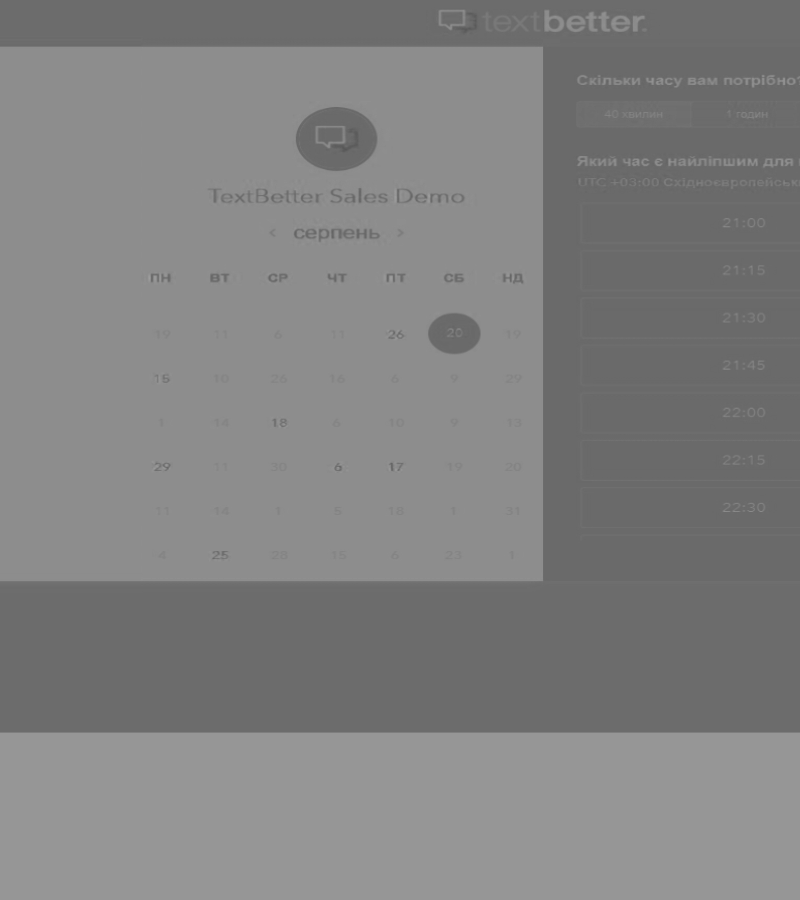 textbetter.
TextBetter Sales Demo
< серпень >
ПН ВТ СР ЧТ ПТ СБ НД
19 11 6 11 26 20 19
15 10 26 16 6 9 29
1 14 18 6 10 9 13
29 11 30 6 17 19 20
11 14 1 5 18 1 31
4 25 28 15 6 23 1
Скільки часу вам потрібно?
40 хвилин 1 годин
Який час є найліпшим для
UTC +03:00 Східноєвропейськ
21:00
21:15
21:30
21:45
22:00
22:15
22:30